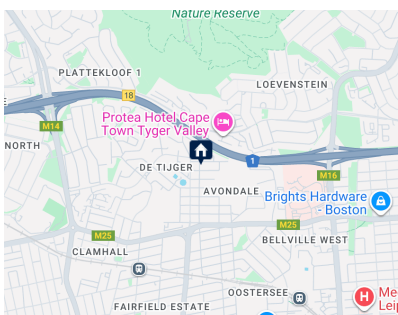 Nature Reserve
PLATTEKLOOF 1
LOEVENSTEIN
18
Protea Hotel Cape
Town Tyger Valley
M14
NORTH
1
DE TIJGER
M16
AVONDALE
Brights Hardware
- Boston
M25
M25
BELLVILLE WEST
CLAMHALL
OOSTERSEE
H
FAIRFIELD ESTATE